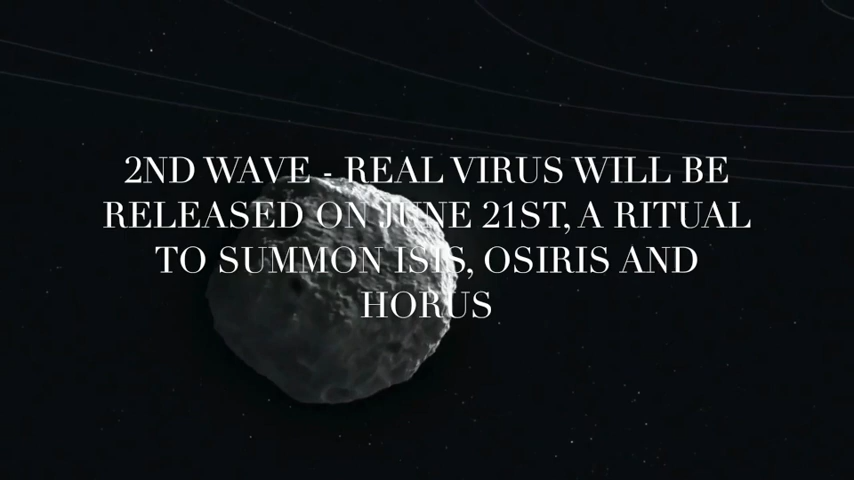 2ND WAVE - REAL VIRUS WILL BE
RELEASED ON JUNE 21ST, A RITUAL
TO SUMMON ISIS, OSIRIS AND
HORUS